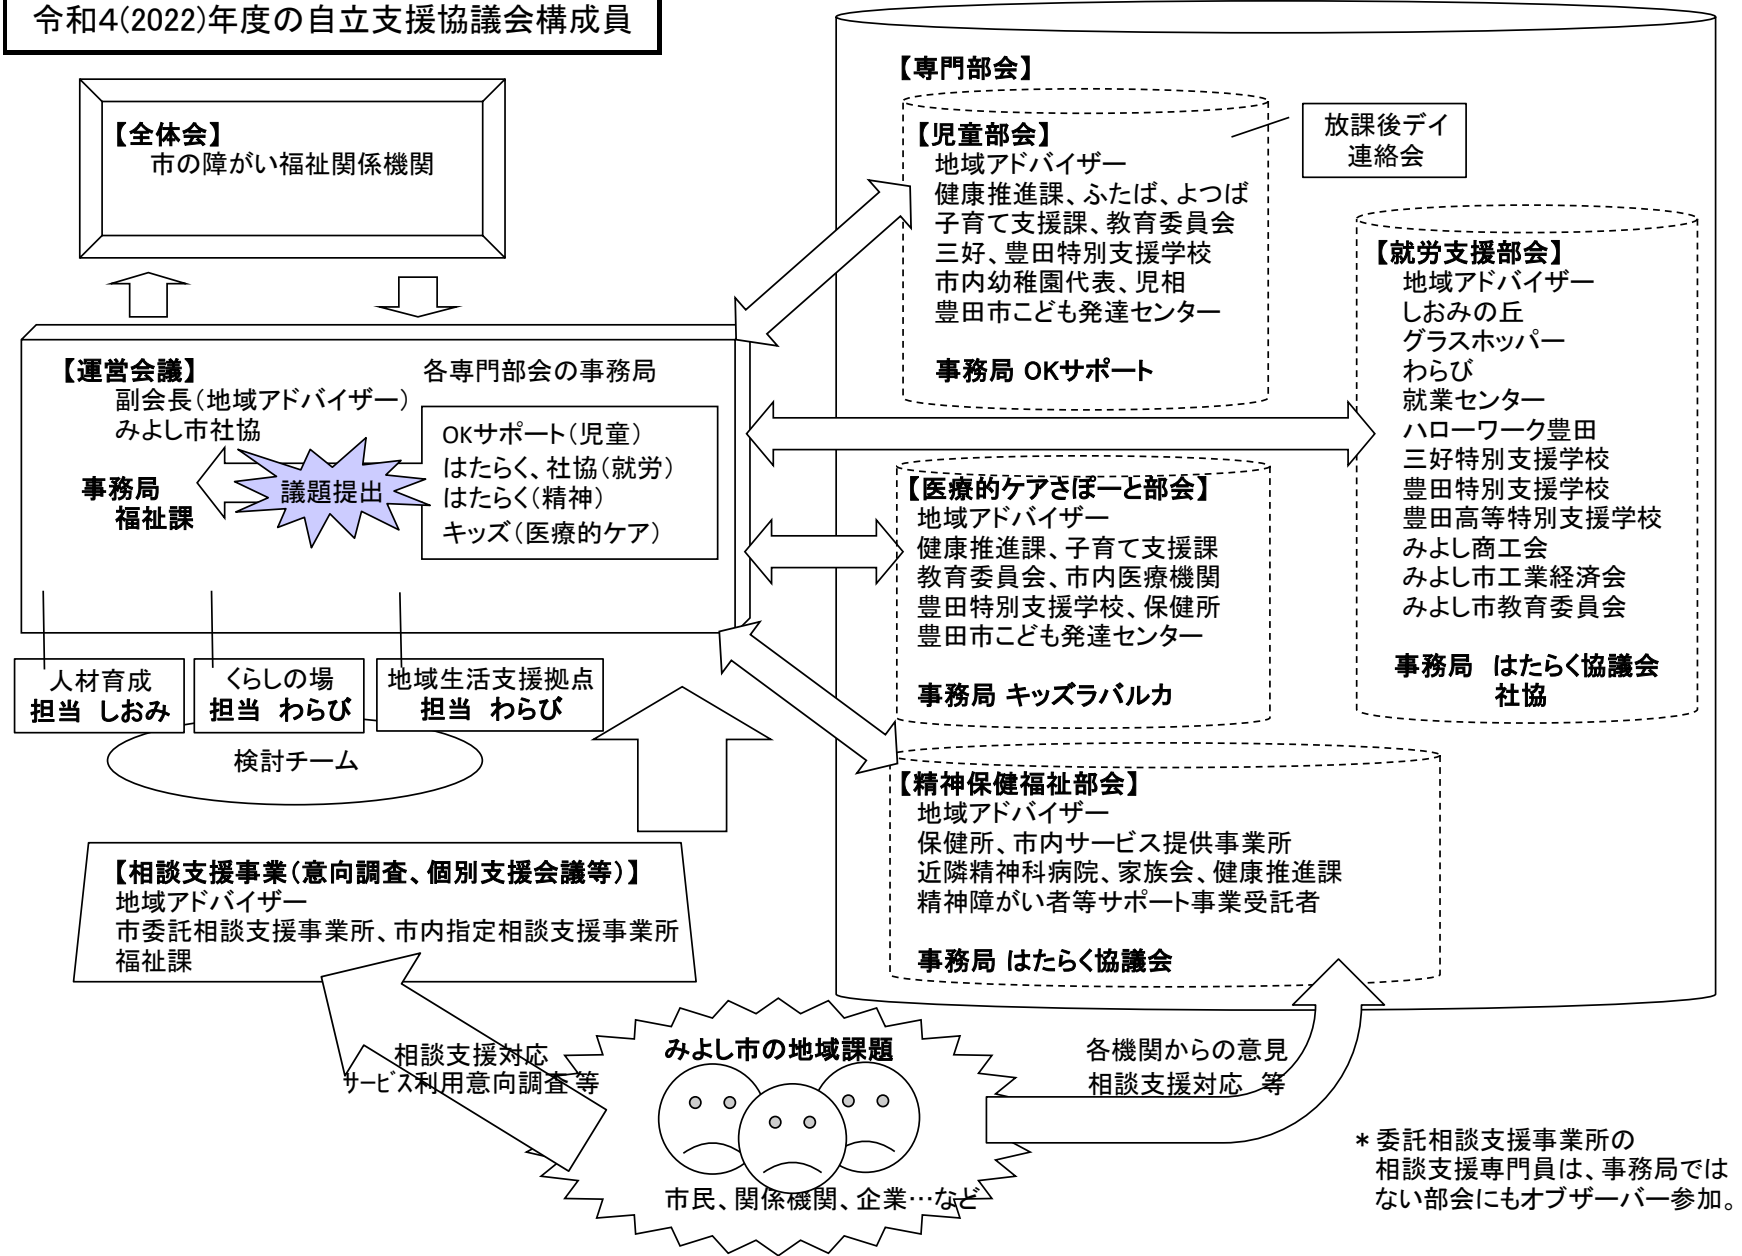 令和4(2022)年度の自立支援協議会構成員
【全体会】
市の障がい福祉関係機関
【運営会議】
副会長(地域アドバイザー)
みよし市社協
事務局
福祉課
議題提出
各専門部会の事務局
OKサポート(児童)
はたらく、社協(就労)
はたらく(精神)
キッズ(医療的ケア)
人材育成
担当 しおみ
くらしの場
担当 わらび
地域生活支援拠点
担当 わらび
検討チーム
【相談支援事業(意向調査、個別支援会議等)】
地域アドバイザー
市委託相談支援事業所、市内指定相談支援事業所
福祉課
相談支援対応
サービス利用意向調査 等
みよし市の地域課題
市民、関係機関、企業…など
各機関からの意見
相談支援対応 等
【専門部会】
【児童部会】
地域アドバイザー
健康推進課、ふたば、よつば
子育て支援課、教育委員会
三好、豊田特別支援学校
市内幼稚園代表、児相
豊田市こども発達センター
事務局 OKサポート
放課後デイ
連絡会
【就労支援部会】
地域アドバイザー
しおみの丘
グラスホッパー
わらび
就業センター
ハローワーク豊田
三好特別支援学校
豊田特別支援学校
豊田高等特別支援学校
みよし商工会
みよし市工業経済会
みよし市教育委員会
事務局 はたらく協議会
社協
【医療的ケアさぽーと部会】
地域アドバイザー
健康推進課、子育て支援課
教育委員会、市内医療機関
豊田特別支援学校、保健所
豊田市こども発達センター
事務局 キッズラバルカ
【精神保健福祉部会】
地域アドバイザー
保健所、市内サービス提供事業所
近隣精神科病院、家族会、健康推進課
精神障がい者等サポート事業受託者
事務局 はたらく協議会
* 委託相談支援事業所の
相談支援専門員は、事務局では
ない部会にもオブザーバー参加。